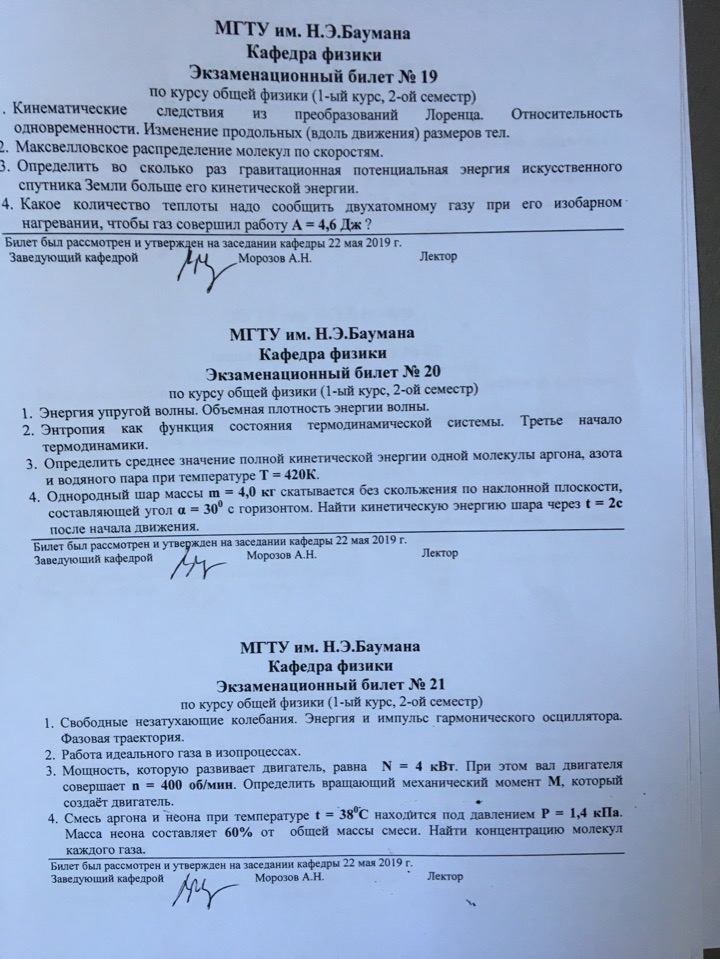 МГТУ им. Н.Э.Баумана
Кафедра физики
Экзаменационный билет № 19
по курсу общей физики (1-ый курс, 2-ой семестр)
. Кинематические следствия из преобразований Лоренца. Относительность
одновременности. Изменение продольных (вдоль движения) размеров тел.
2. Максвелловское распределение молекул по скоростям.
3. Определить во сколько раз гравитационная потенциальная энергия искусственного
спутника Земли больше его кинетической энергии.
4. Какое количество теплоты надо сообщить двухатомному газу при его изобарном
нагревании, чтобы газ совершил работу A = 4,6 Дж ?
Билет был рассмотрен и утвержден на заседании кафедры 22 мая 2019 г.
Заведующий кафедрой Морозов А.Н. Лектор
МГТУ им. Н.Э.Баумана
Кафедра физики
Экзаменационный билет № 20
по курсу общей физики (1-ый курс, 2-ой семестр)
1. Энергия упругой волны. Объемная плотность энергии волны.
2. Энтропия как функция состояния термодинамической системы. Третье начало
термодинамики.
3. Определить среднее значение полной кинетической энергии одной молекулы аргона, азота
и водяного пара при температуре T = 420К.
4. Однородный шар массы m = 4,0 кг скатывается без скольжения по наклонной плоскости,
составляющей угол α = 30⁰ с горизонтом. Найти кинетическую энергию шара через t = 2с
после начала движения.
Билет был рассмотрен и утвержден на заседании кафедры 22 мая 2019 г.
Заведующий кафедрой Морозов А.Н. Лектор
МГТУ им. Н.Э.Баумана
Кафедра физики
Экзаменационный билет № 21
по курсу общей физики (1-ый курс, 2-ой семестр)
1. Свободные незатухающие колебания. Энергия и импульс гармонического осциллятора.
Фазовая траектория.
2. Работа идеального газа в изопроцессах.
3. Мощность, которую развивает двигатель, равна N = 4 кВт. При этом вал двигателя
совершает n = 400 об/мин. Определить вращающий механический момент М, который
создаёт двигатель.
4. Смесь аргона и неона при температуре t = 38⁰С находится под давлением P = 1,4 кПа.
Масса неона составляет 60% от общей массы смеси. Найти концентрацию молекул
каждого газа.
Билет был рассмотрен и утвержден на заседании кафедры 22 мая 2019 г.
Заведующий кафедрой Морозов А.Н. Лектор